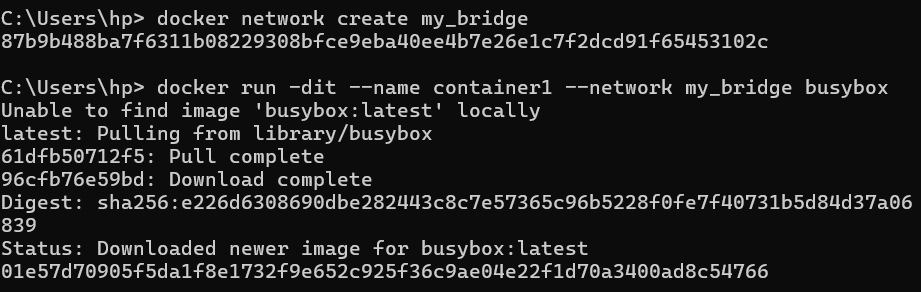 C:\Users\hp> docker network create my_bridge
87b9b488ba7f6311b08229308bfce9eba40ee4b7e26e1c7f2dcd91f65453102c
C:\Users\hp> docker run -dit --name container1 --network my_bridge busybox
Unable to find image 'busybox:latest' locally
latest: Pulling from library/busybox
61dfb50712f5: Pull complete
96cfb76e59bd: Download complete
Digest: sha256:e226d6308690dbe282443c8c7e57365c96b5228f0fe7f40731b5d84d37a06
839
Status: Downloaded newer image for busybox:latest
01e57d70905f5da1f8e1732f9e652c925f36c9ae04e22f1d70a3400ad8c54766